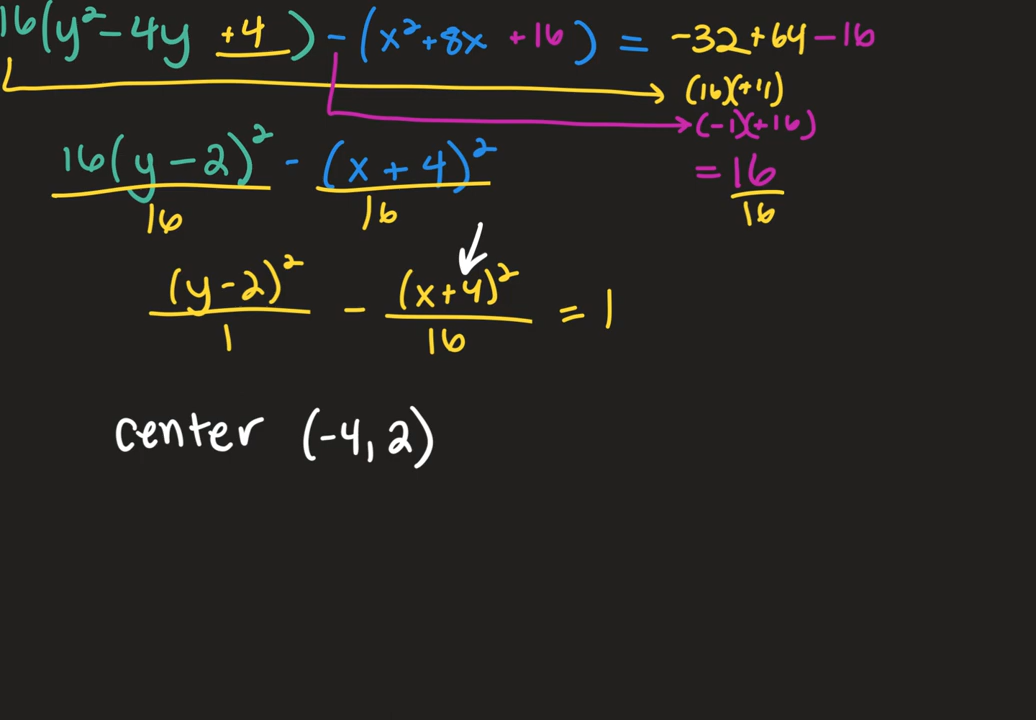 16(y² - 4y +4) - (x² + 8x + 16) = -32 + 64 - 16
(16)(+4)
(-1)(+16)
16(y - 2)² - (x + 4)² = 16
16 16 16
(y - 2)² - (x + 4)² = 1
1 16
center (-4, 2)